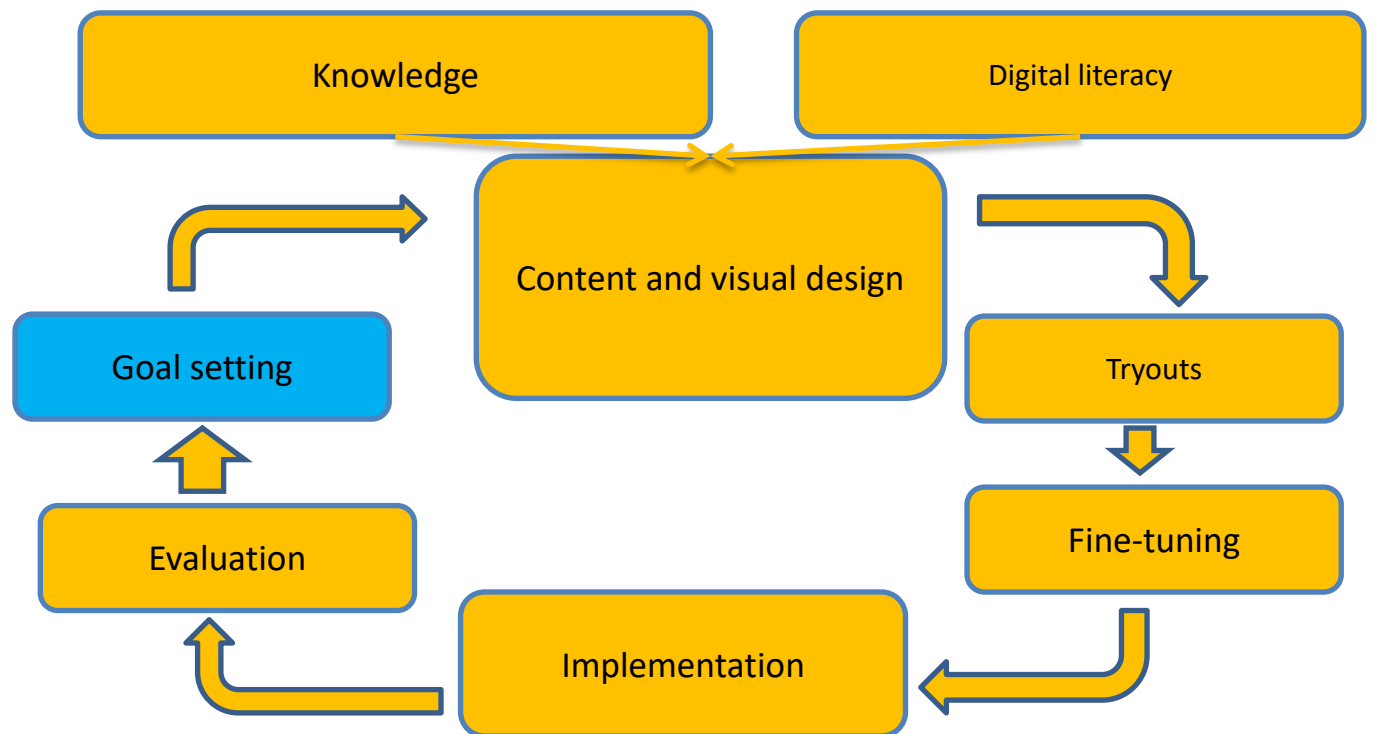 Knowledge
Digital literacy
Content and visual design
Goal setting
Tryouts
Evaluation
Fine-tuning
Implementation